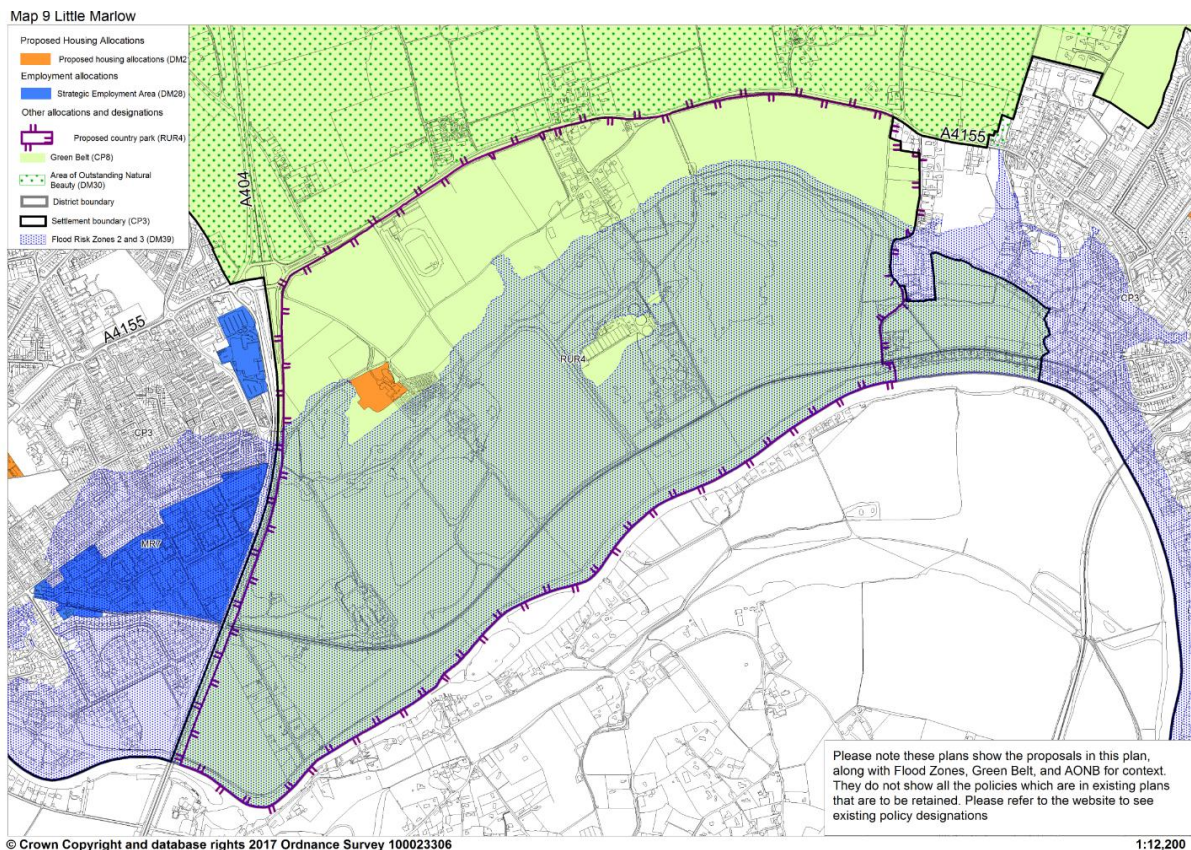 Map 9 Little Marlow
Proposed Housing Allocations
Proposed housing allocations (DM2
Employment allocations
Strategic Employment Area (DM28)
Other allocations and designations
Proposed country park (RUR4)
Green Belt (CP8)
Area of Outstanding Natural
Beauty (DM30)
District boundary
Settlement boundary (CP3)
Flood Risk Zones 2 and 3 (DM39)
A404
A4155
A4155
CP3
RUR4
CP3
MR7
Please note these plans show the proposals in this plan,
along with Flood Zones, Green Belt, and AONB for context.
They do not show all the policies which are in existing plans
that are to be retained. Please refer to the website to see
existing policy designations
© Crown Copyright and database rights 2017 Ordnance Survey 100023306
1:12,200